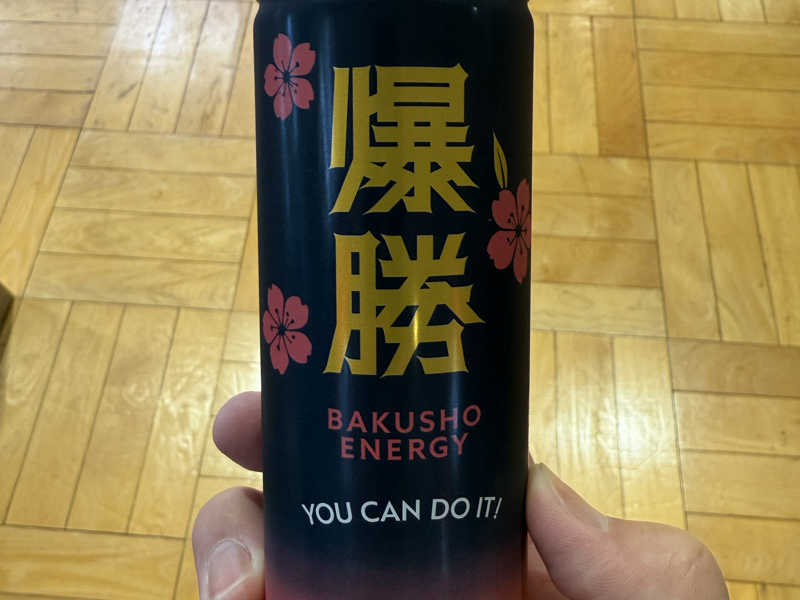 爆
勝
BAKUSHO
ENERGY
YOU CAN DO IT!